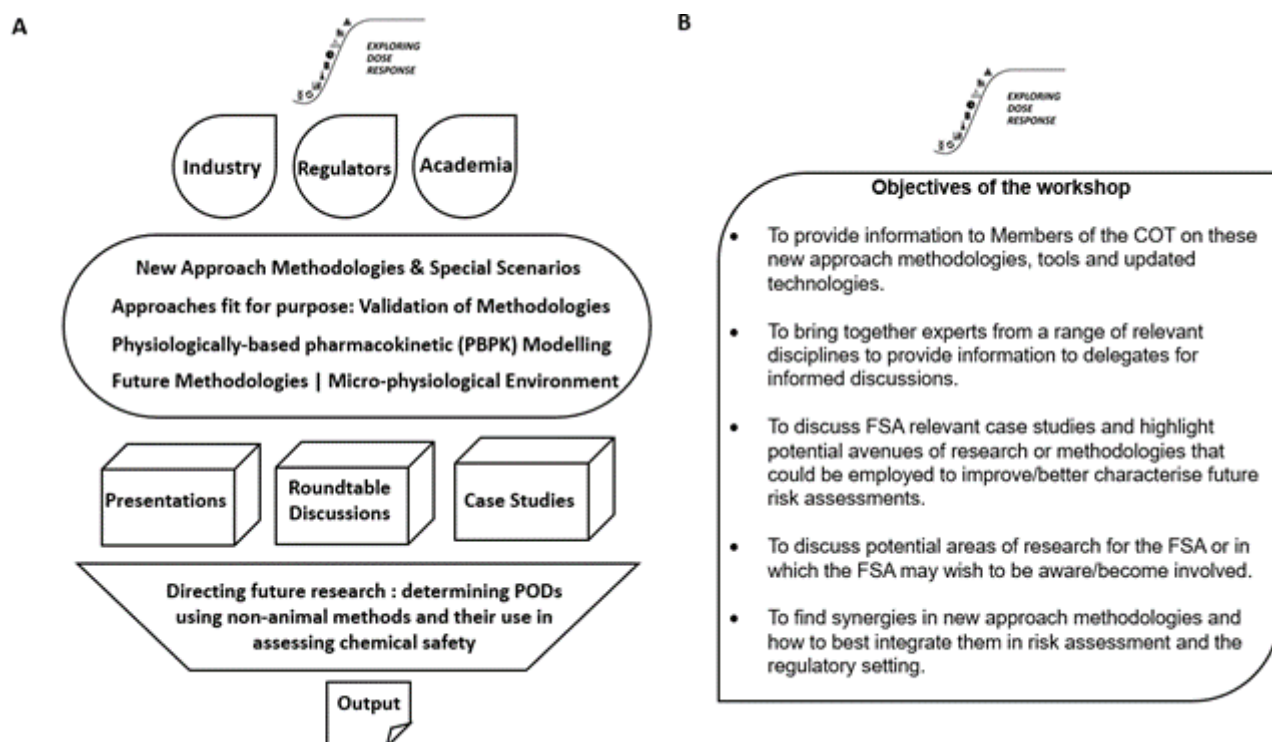 A
EXPLORING
DOSE
RESPONSE
Industry
Regulators
Academia
New Approach Methodologies & Special Scenarios
Approaches fit for purpose: Validation of Methodologies
Physiologically-based pharmacokinetic (PBPK) Modelling
Future Methodologies | Micro-physiological Environment
Presentations
Roundtable
Discussions
Case Studies
Directing future research : determining PODs
using non-animal methods and their use in
assessing chemical safety
Output
B
EXPLORING
DOSE
RESPONSE
Objectives of the workshop
• To provide information to Members of the COT on these
new approach methodologies, tools and updated
technologies.
• To bring together experts from a range of relevant
disciplines to provide information to delegates for
informed discussions.
• To discuss FSA relevant case studies and highlight
potential avenues of research or methodologies that
could be employed to improve/better characterise future
risk assessments.
• To discuss potential areas of research for the FSA or in
which the FSA may wish to be aware/become involved.
• To find synergies in new approach methodologies and
how to best integrate them in risk assessment and the
regulatory setting.